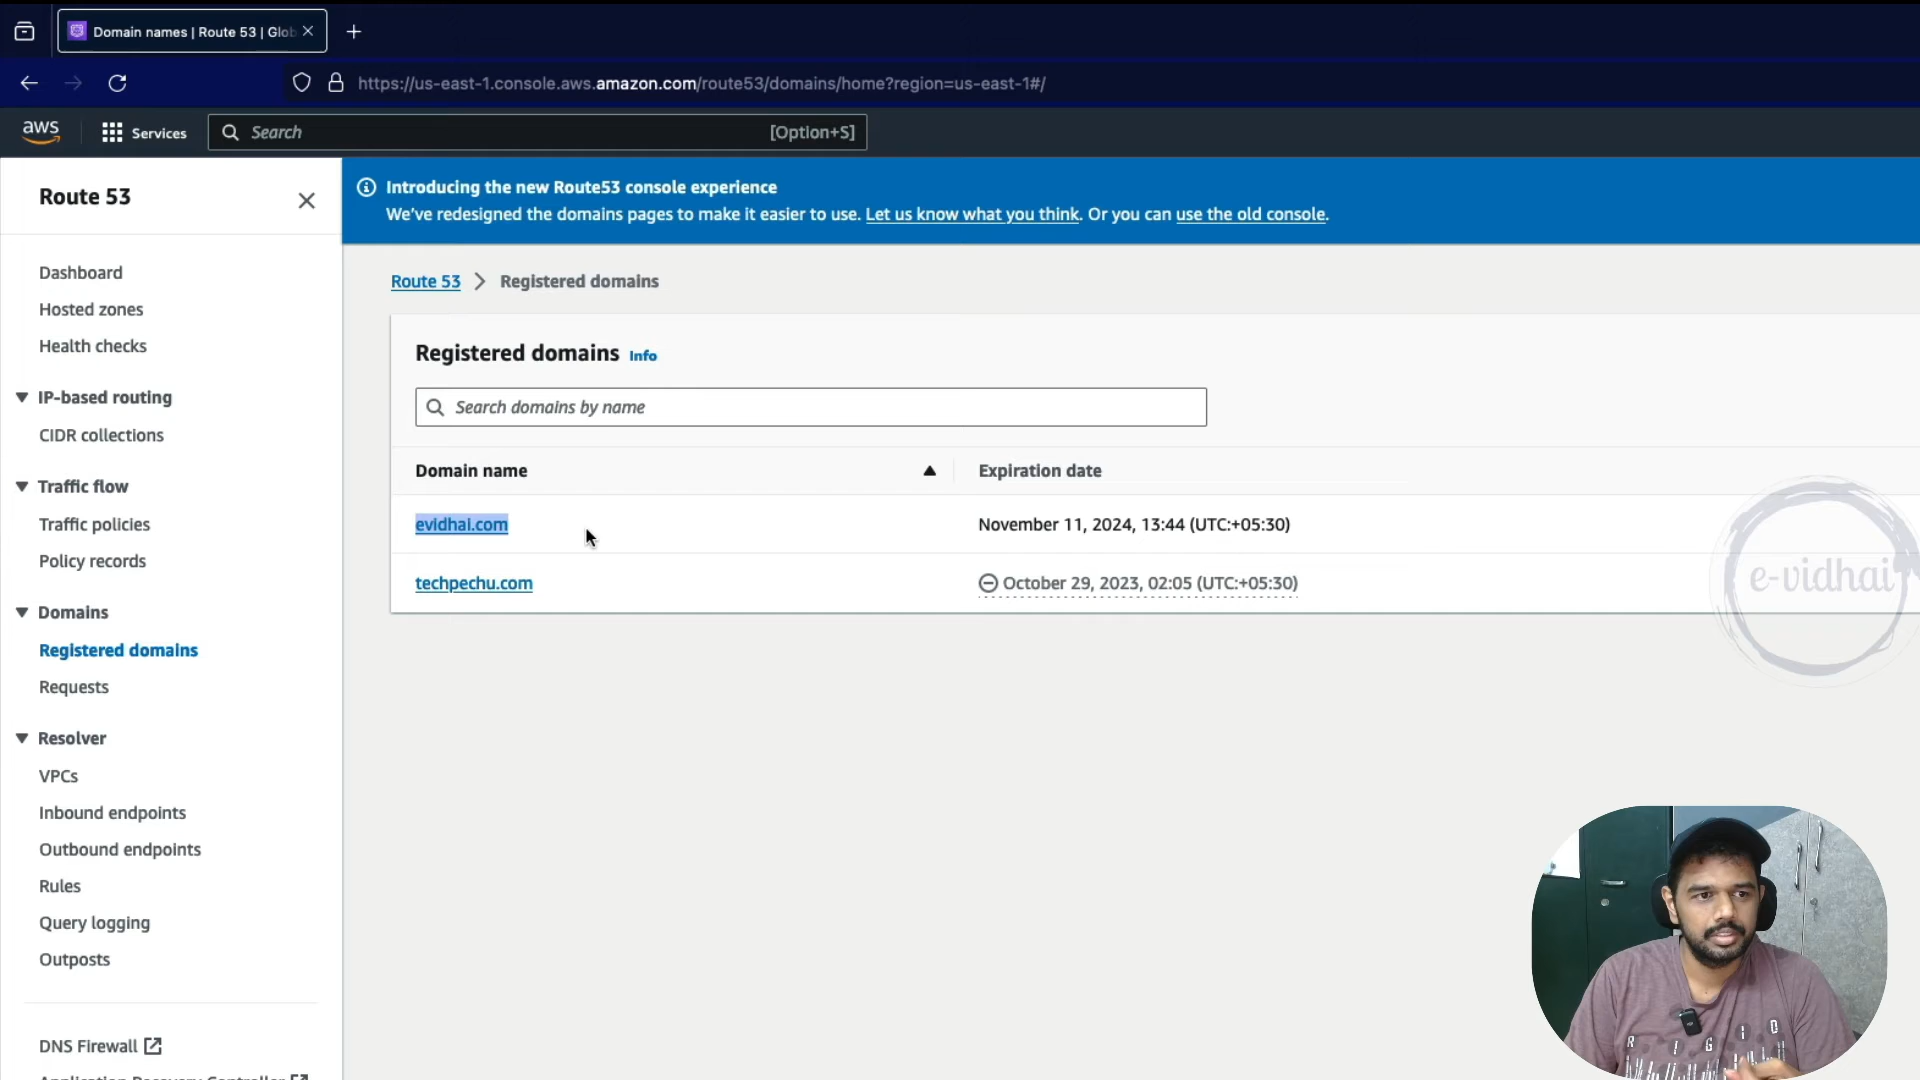 Domain names | Route 53 | Glob
https://us-east-1.console.aws.amazon.com/route53/domains/home?region=us-east-1#/
aws
Services
Search
[Option+S]
Route 53
Dashboard
Hosted zones
Health checks
IP-based routing
CIDR collections
Traffic flow
Traffic policies
Policy records
Domains
Registered domains
Requests
Resolver
VPCs
Inbound endpoints
Outbound endpoints
Rules
Query logging
Outposts
DNS Firewall
Application Recovery Controller
Introducing the new Route53 console experience
We've redesigned the domains pages to make it easier to use. Let us know what you think. Or you can use the old console.
Route 53 > Registered domains
Registered domains Info
Search domains by name
Domain name Expiration date
evidhai.com November 11, 2024, 13:44 (UTC:+05:30)
techpechu.com October 29, 2023, 02:05 (UTC:+05:30)
e-vidhai
R I G I D